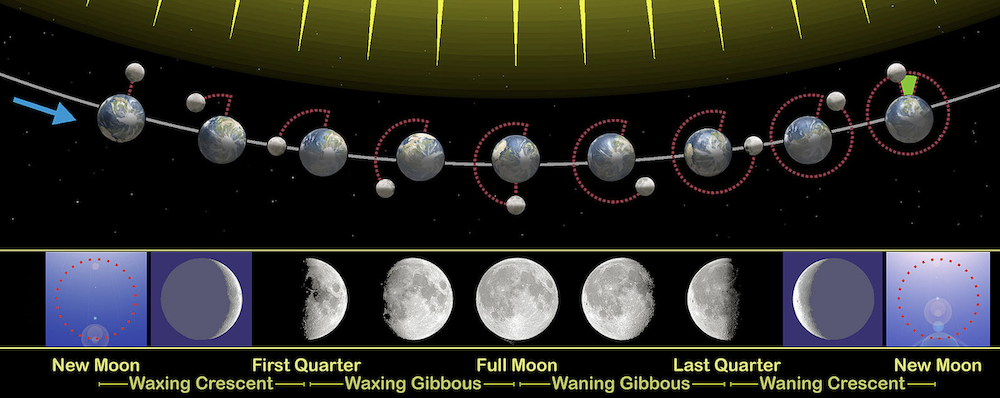 New Moon First Quarter Full Moon Last Quarter New Moon
Waxing Crescent Waxing Gibbous Waning Gibbous Waning Crescent